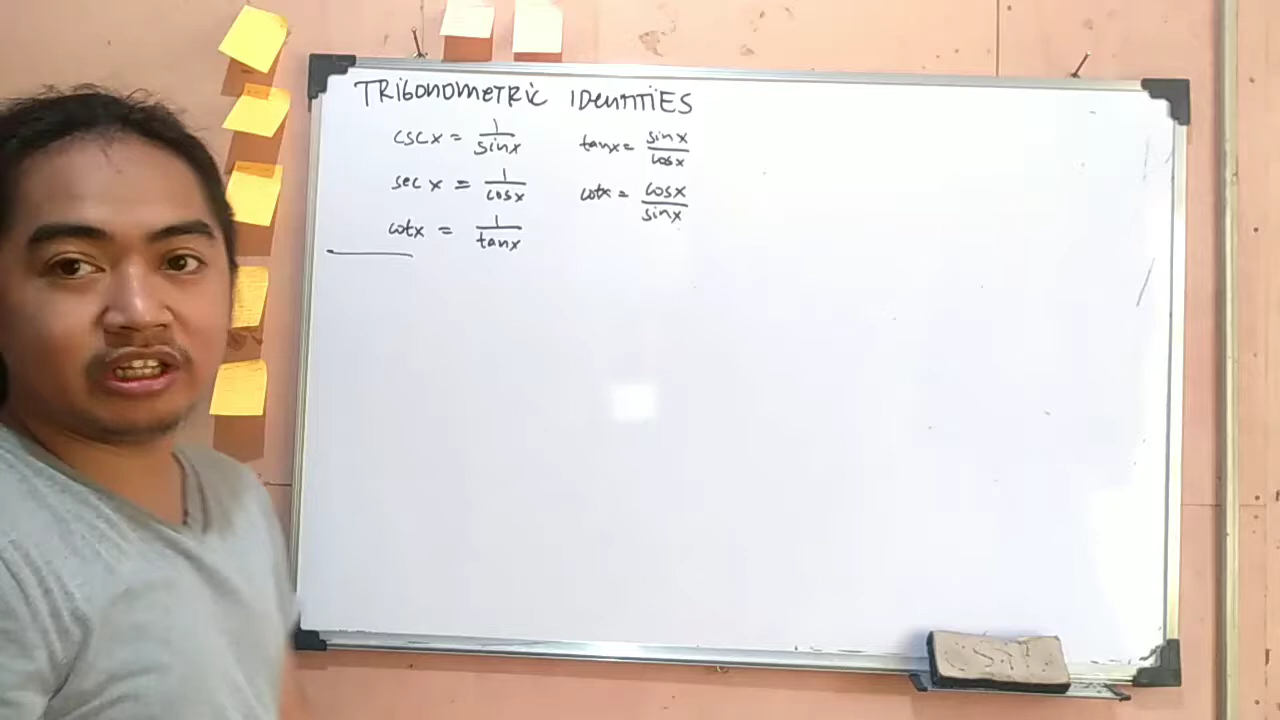 TRIGONOMETRIC IDENTITIES
csc x = 1/sinx
sec x = 1/cosx
cotx = 1/tanx
tanx = sinx/cosx
cotx = cosx/sinx